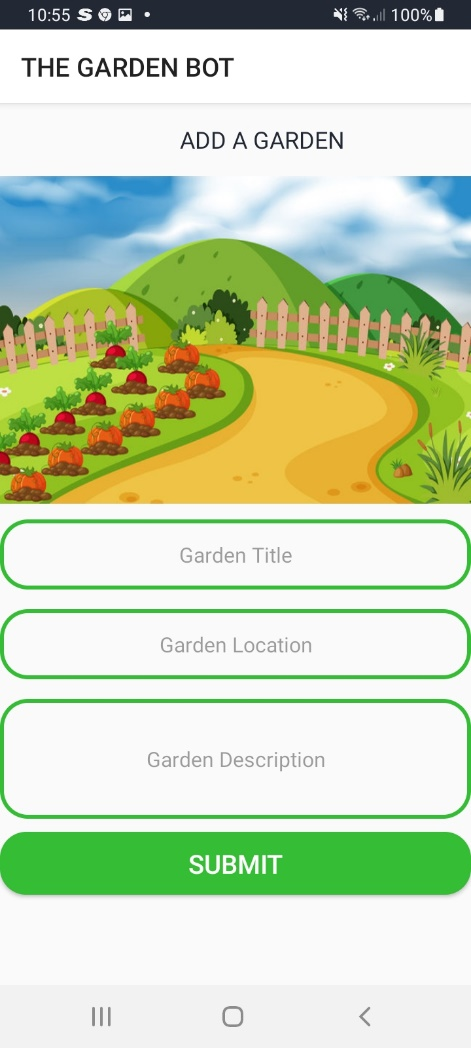 10:55 100%
THE GARDEN BOT
ADD A GARDEN
Garden Title
Garden Location
Garden Description
SUBMIT